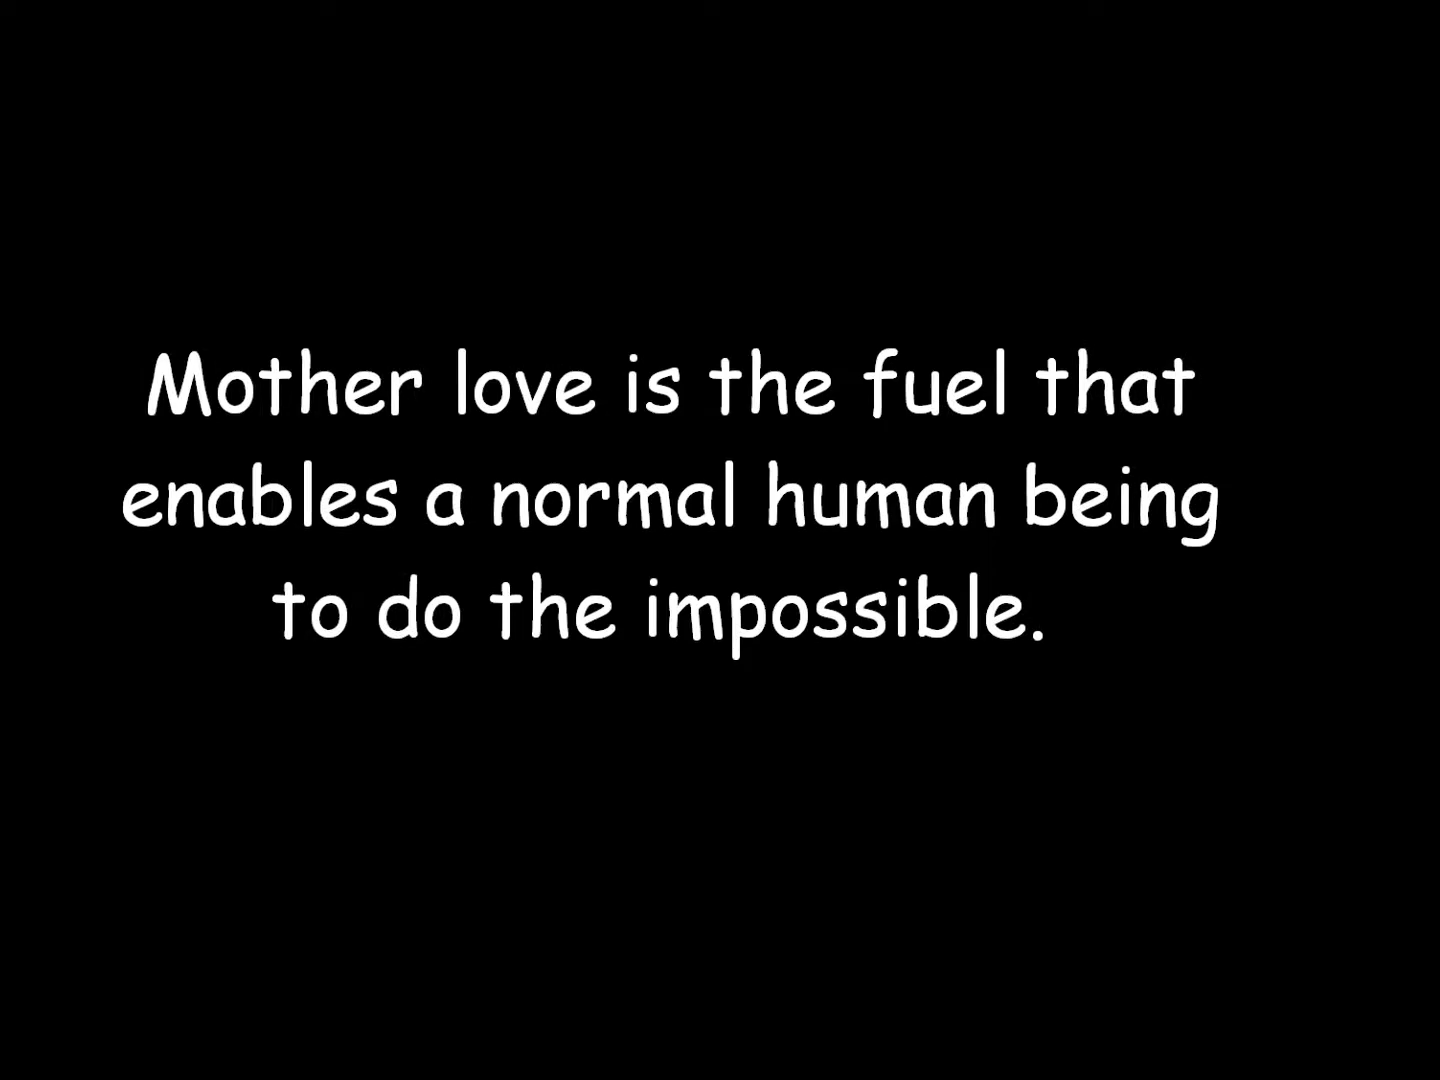 Mother love is the fuel that
enables a normal human being
to do the impossible.